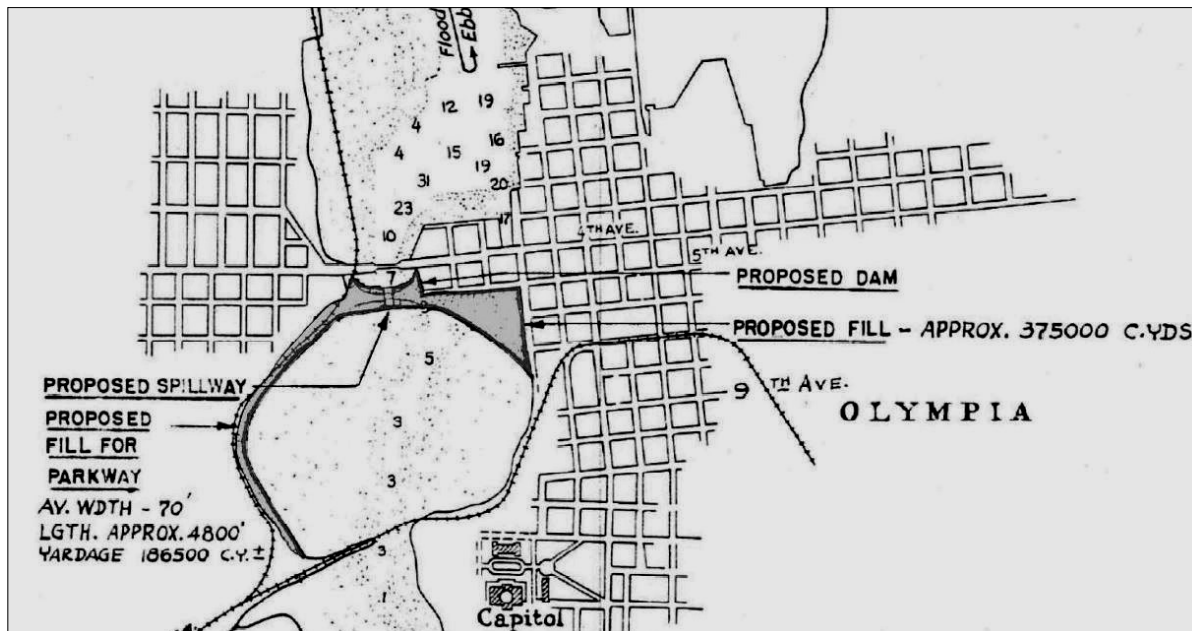 Flood
Ebb
12 19
4
16
4 15
19
31 20
23
17
10
4TH AVE.
5TH AVE.
7
PROPOSED DAM
PROPOSED FILL - APPROX. 375000 C.YDS
5
PROPOSED SPILLWAY
9 TH AVE.
PROPOSED
FILL FOR
PARKWAY
3
OLYMPIA
3
AV. WDTH - 70'
LGTH. APPROX. 4800'
YARDAGE 186500 C.Y. ±
3
1
Capitol